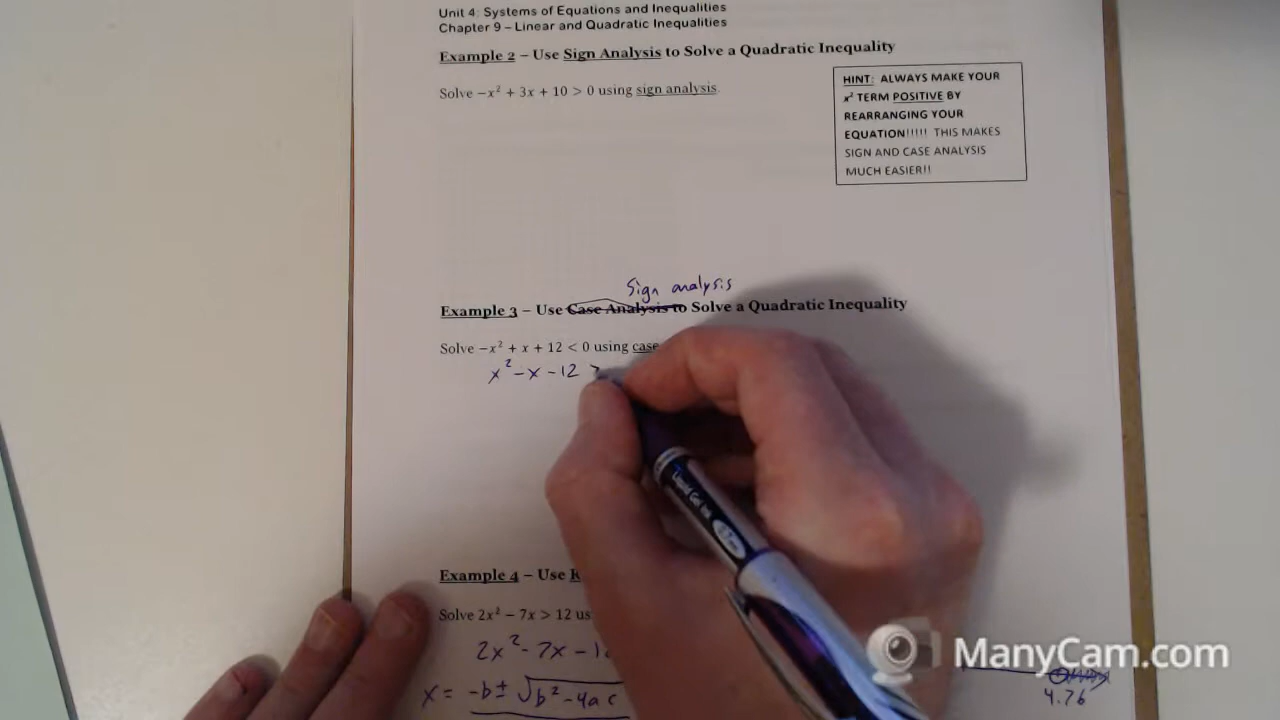 Unit 4: Systems of Equations and Inequalities
Chapter 9 – Linear and Quadratic Inequalities
Example 2 – Use Sign Analysis to Solve a Quadratic Inequality
Solve −x² + 3x + 10 > 0 using sign analysis.
HINT: ALWAYS MAKE YOUR
x² TERM POSITIVE BY
REARRANGING YOUR
EQUATION!!!!! THIS MAKES
SIGN AND CASE ANALYSIS
MUCH EASIER!!
Sign analysis
Example 3 – Use Case Analysis to Solve a Quadratic Inequality
Solve −x² + x + 12 < 0 using case
x² - x - 12 >
Example 4 – Use
Solve 2x² − 7x > 12
2x² - 7x - 1
x = -b ± √b² - 4ac
4.76
Liquid Gel Ink
ManyCam.com